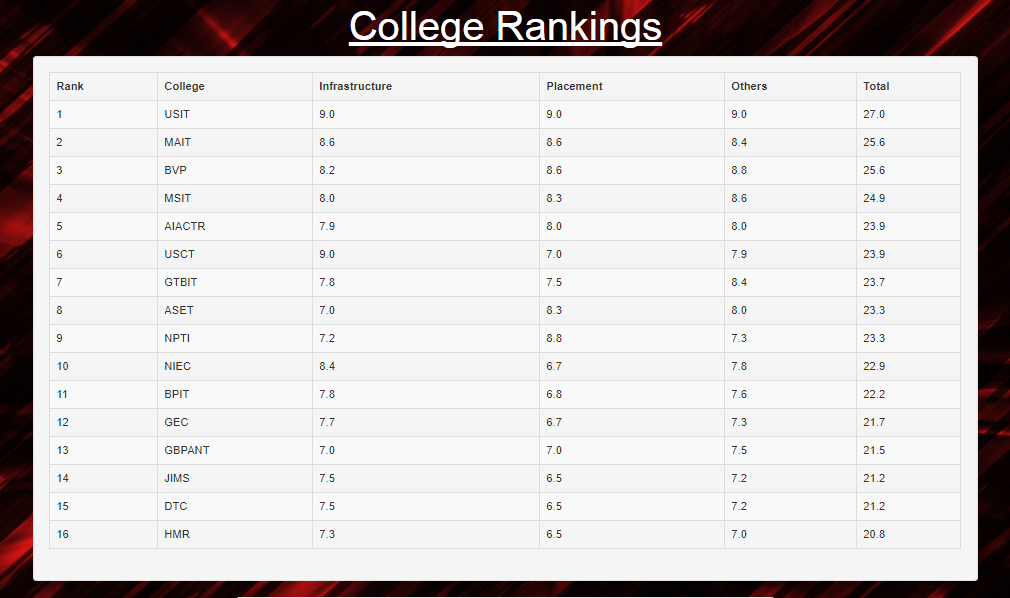 College Rankings
Rank College Infrastructure Placement Others Total
1 USIT 9.0 9.0 9.0 27.0
2 MAIT 8.6 8.6 8.4 25.6
3 BVP 8.2 8.6 8.8 25.6
4 MSIT 8.0 8.3 8.6 24.9
5 AIACTR 7.9 8.0 8.0 23.9
6 USCT 9.0 7.0 7.9 23.9
7 GTBIT 7.8 7.5 8.4 23.7
8 ASET 7.0 8.3 8.0 23.3
9 NPTI 7.2 8.8 7.3 23.3
10 NIEC 8.4 6.7 7.8 22.9
11 BPIT 7.8 6.8 7.6 22.2
12 GEC 7.7 6.7 7.3 21.7
13 GBPANT 7.0 7.0 7.5 21.5
14 JIMS 7.5 6.5 7.2 21.2
15 DTC 7.5 6.5 7.2 21.2
16 HMR 7.3 6.5 7.0 20.8